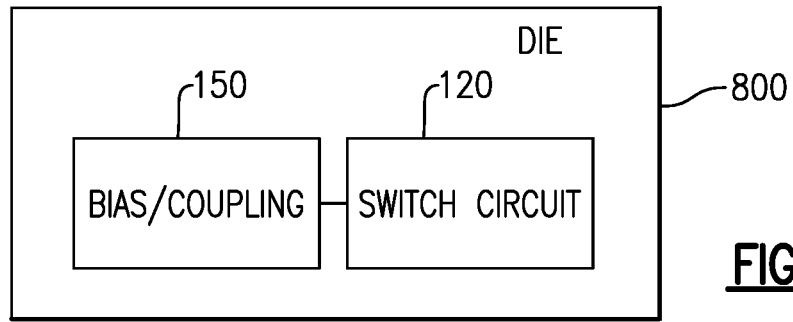 DIE
150
120
800
BIAS/COUPLING
SWITCH CIRCUIT
FIG